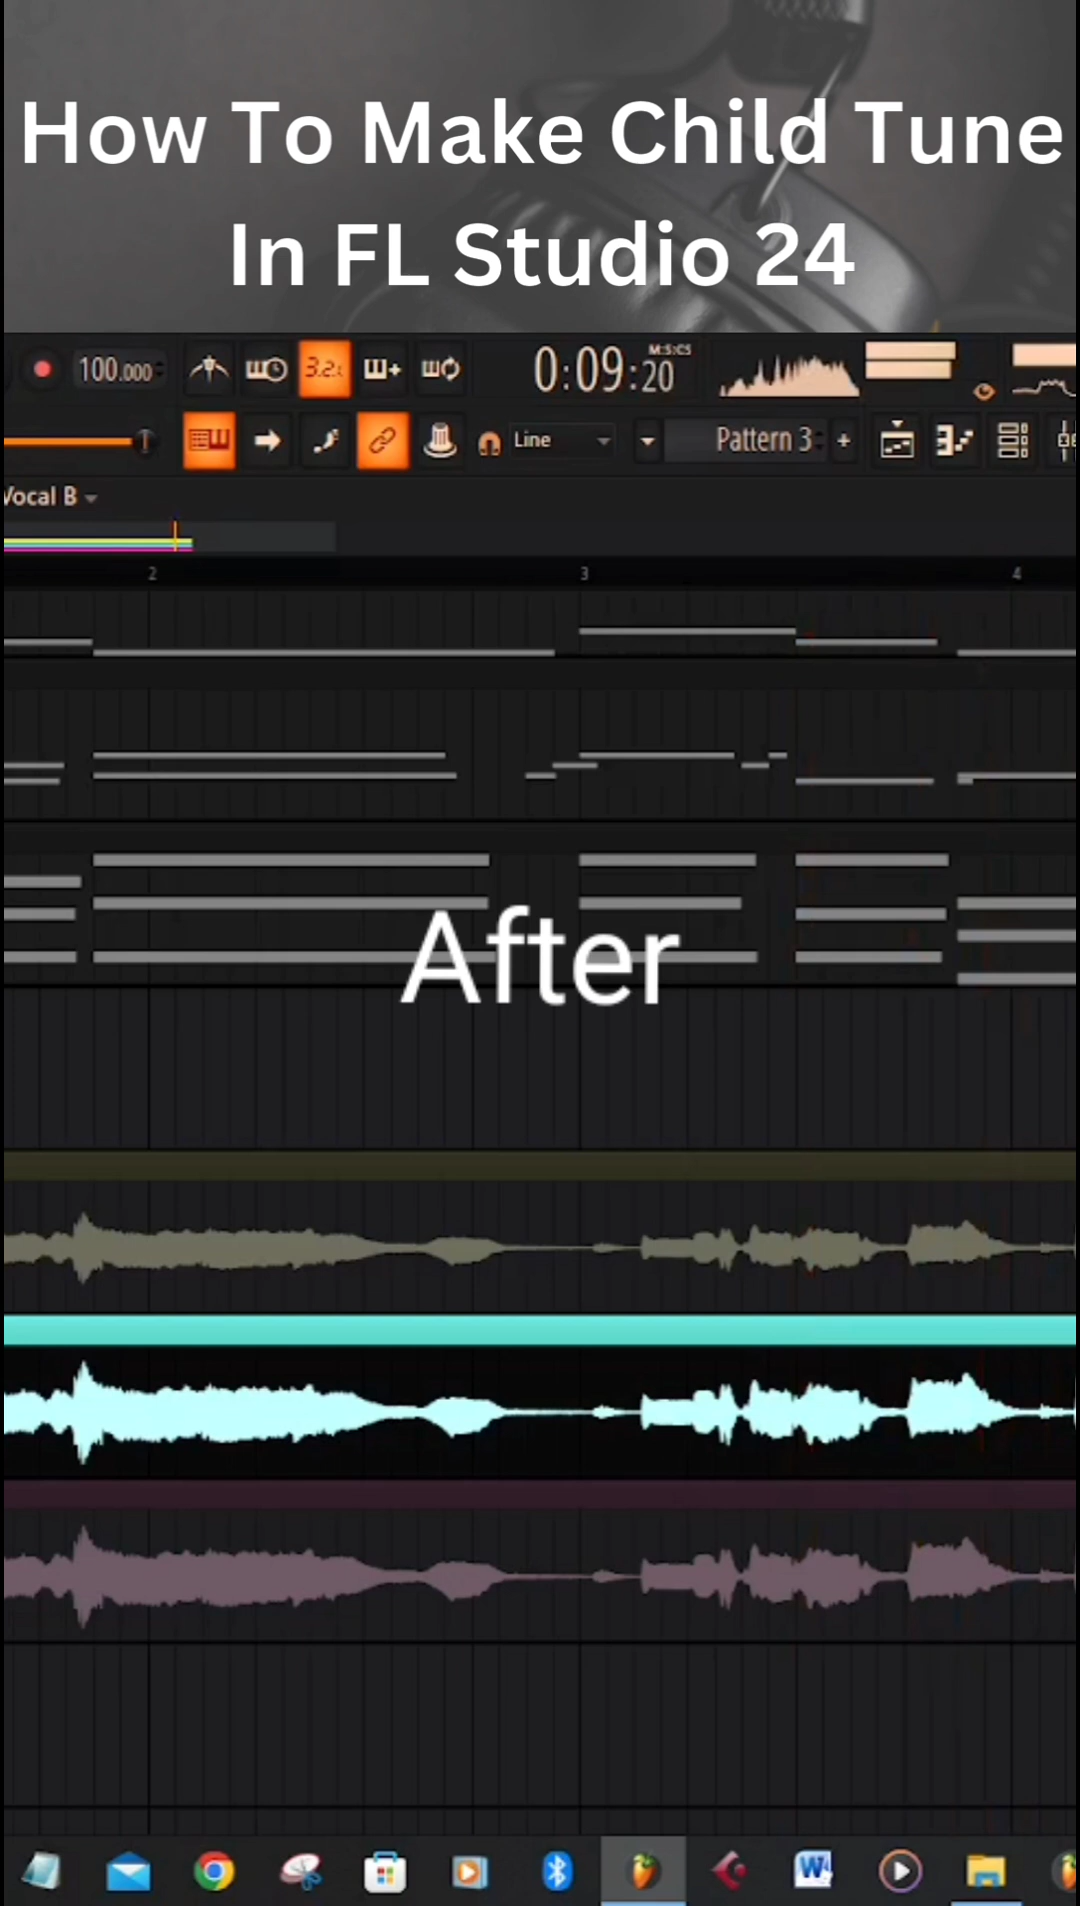 How To Make Child Tune
In FL Studio 24
100.000
3.2.
0:09:20
M:S:CS
Line
Pattern 3
Vocal B
2
3
4
After
W